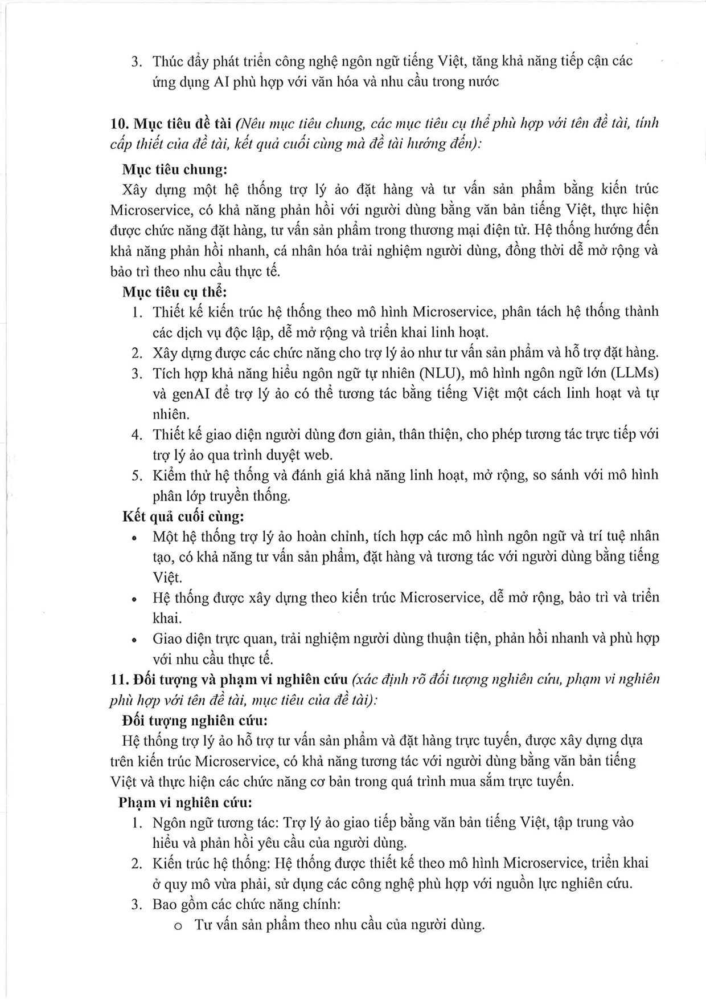 3. Thúc đẩy phát triển công nghệ ngôn ngữ tiếng Việt, tăng khả năng tiếp cận các
ứng dụng AI phù hợp với văn hóa và nhu cầu trong nước
10. Mục tiêu đề tài (Nêu mục tiêu chung, các mục tiêu cụ thể phù hợp với tên đề tài, tính
cấp thiết của đề tài, kết quả cuối cùng mà đề tài hướng đến):
Mục tiêu chung:
Xây dựng một hệ thống trợ lý ảo đặt hàng và tư vấn sản phẩm bằng kiến trúc
Microservice, có khả năng phản hồi với người dùng bằng văn bản tiếng Việt, thực hiện
được chức năng đặt hàng, tư vấn sản phẩm trong thương mại điện tử. Hệ thống hướng đến
khả năng phản hồi nhanh, cá nhân hóa trải nghiệm người dùng, đồng thời dễ mở rộng và
bảo trì theo nhu cầu thực tế.
Mục tiêu cụ thể:
1. Thiết kế kiến trúc hệ thống theo mô hình Microservice, phân tách hệ thống thành
các dịch vụ độc lập, dễ mở rộng và triển khai linh hoạt.
2. Xây dựng được các chức năng cho trợ lý ảo như tư vấn sản phẩm và hỗ trợ đặt hàng.
3. Tích hợp khả năng hiểu ngôn ngữ tự nhiên (NLU), mô hình ngôn ngữ lớn (LLMs)
và genAI để trợ lý ảo có thể tương tác bằng tiếng Việt một cách linh hoạt và tự
nhiên.
4. Thiết kế giao diện người dùng đơn giản, thân thiện, cho phép tương tác trực tiếp với
trợ lý ảo qua trình duyệt web.
5. Kiểm thử hệ thống và đánh giá khả năng linh hoạt, mở rộng, so sánh với mô hình
phân lớp truyền thống.
Kết quả cuối cùng:
• Một hệ thống trợ lý ảo hoàn chỉnh, tích hợp các mô hình ngôn ngữ và trí tuệ nhân
tạo, có khả năng tư vấn sản phẩm, đặt hàng và tương tác với người dùng bằng tiếng
Việt.
• Hệ thống được xây dựng theo kiến trúc Microservice, dễ mở rộng, bảo trì và triển
khai.
• Giao diện trực quan, trải nghiệm người dùng thuận tiện, phản hồi nhanh và phù hợp
với nhu cầu thực tế.
11. Đối tượng và phạm vi nghiên cứu (xác định rõ đối tượng nghiên cứu, phạm vi nghiên
phù hợp với tên đề tài, mục tiêu của đề tài):
Đối tượng nghiên cứu:
Hệ thống trợ lý ảo hỗ trợ tư vấn sản phẩm và đặt hàng trực tuyến, được xây dựng dựa
trên kiến trúc Microservice, có khả năng tương tác với người dùng bằng văn bản tiếng
Việt và thực hiện các chức năng cơ bản trong quá trình mua sắm trực tuyến.
Phạm vi nghiên cứu:
1. Ngôn ngữ tương tác: Trợ lý ảo giao tiếp bằng văn bản tiếng Việt, tập trung vào
hiểu và phản hồi yêu cầu của người dùng.
2. Kiến trúc hệ thống: Hệ thống được thiết kế theo mô hình Microservice, triển khai
ở quy mô vừa phải, sử dụng các công nghệ phù hợp với nguồn lực nghiên cứu.
3. Bao gồm các chức năng chính:
o Tư vấn sản phẩm theo nhu cầu của người dùng.